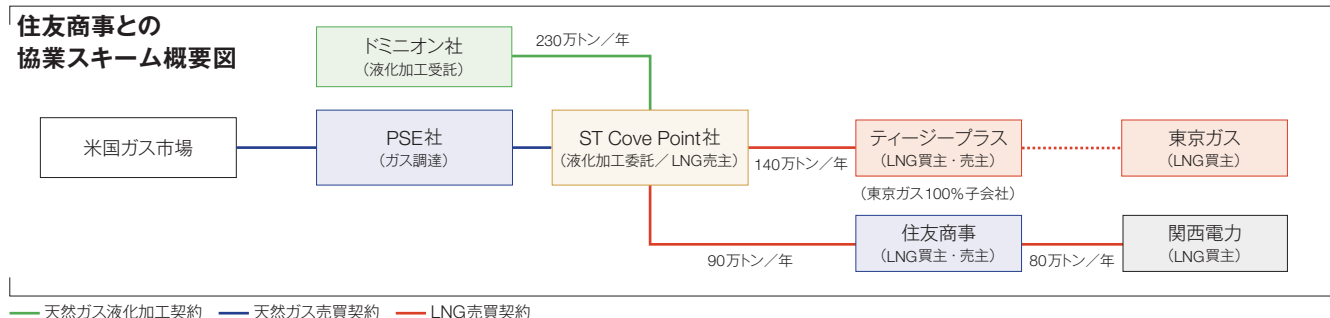 住友商事との
協業スキーム概要図
ドミニオン社
（液化加工受託）
230万トン／年
米国ガス市場
PSE社
（ガス調達）
ST Cove Point社
（液化加工委託／LNG売主）
140万トン／年
ティージープラス
（LNG買主・売主）
（東京ガス100％子会社）
東京ガス
（LNG買主）
90万トン／年
住友商事
（LNG買主・売主）
80万トン／年
関西電力
（LNG買主）
天然ガス液化加工契約 天然ガス売買契約 LNG売買契約